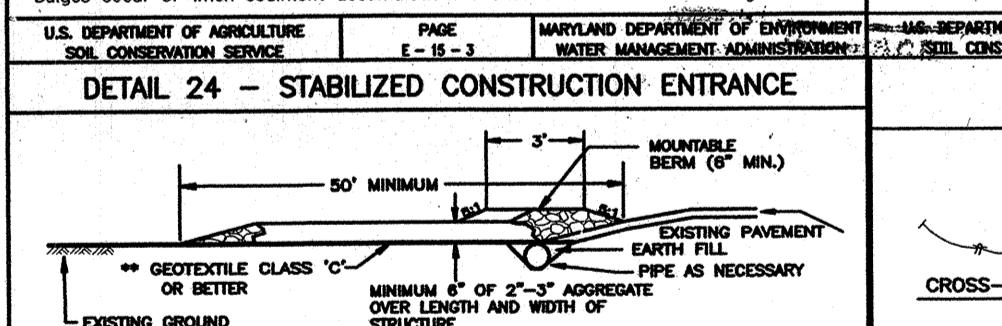 U.S. DEPARTMENT OF AGRICULTURE
SOIL CONSERVATION SERVICE
PAGE
E - 15 - 3
MARYLAND DEPARTMENT OF ENVIRONMENT
WATER MANAGEMENT ADMINISTRATION
U.S. DEPARTM
SOIL CONS
DETAIL 24 - STABILIZED CONSTRUCTION ENTRANCE
3'
MOUNTABLE
BERM (6" MIN.)
50' MINIMUM
5:1
5:1
EXISTING PAVEMENT
EARTH FILL
PIPE AS NECESSARY
** GEOTEXTILE CLASS 'C'
OR BETTER
MINIMUM 6" OF 2"-3" AGGREGATE
OVER LENGTH AND WIDTH OF
STRUCTURE
EXISTING GROUND
CROSS-